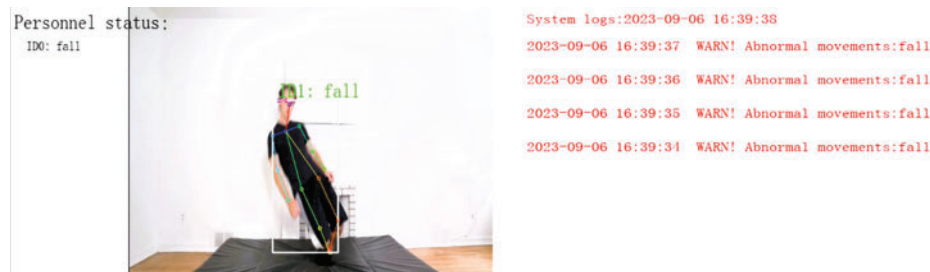 Personnel status:
ID0: fall
ID1: fall
System logs:2023-09-06 16:39:38
2023-09-06 16:39:37 WARN! Abnormal movements:fall
2023-09-06 16:39:36 WARN! Abnormal movements:fall
2023-09-06 16:39:35 WARN! Abnormal movements:fall
2023-09-06 16:39:34 WARN! Abnormal movements:fall